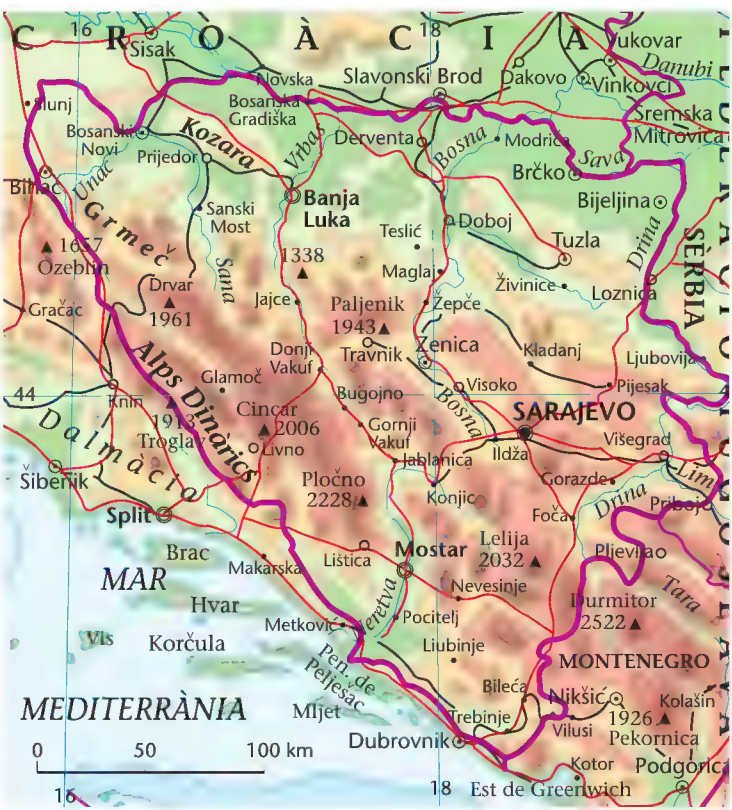 16
18
C R O À C I A
Sisak
Vukovar
Danubi
Novska
Slavonski Brod
Đakovo
Vinkovci
Slunj
Bosanska
Gradiška
Sremska
Mitrovica
Bosanski
Novi
Kozara
Vrbas
Derventa
Bosna
Modriča
Prijedor
Sava
Brčko
Bihać
Unac
Banja
Luka
Bijeljina
Grmeč
Sanski
Most
Sana
Doboj
Teslić
Tuzla
Drina
SÈRBIA
1657
Ozeblin
1338
Maglaj
Živinice
Loznica
Drvar
1961
Jajce
Paljenik
1943
Žepče
Gračac
Travnik
Zenica
Kladanj
Ljubovija
Alps Dinàrics
Donji
Vakuf
Glamoč
Visoko
Pijesak
44
4
Knin
Bugojno
Bosna
SARAJEVO
1913
Troglav
Cincar
2006
Gornji
Vakuf
Višegrad
Dalmàcia
Livno
Jablanica
Ildža
Lim
Šibenik
Pločno
2228
Konjic
Gorazde
Drina
Priboj
Split
Foča
Brac
Lelija
2032
Pljevlja
MAR
Makarska
Lištica
Mostar
Tara
Hvar
Neretva
Nevesinje
Durmitor
2522
Metković
Pocitelj
Vis
Korčula
Liubinje
MONTENEGRO
Pen. de
Peljesac
Bileća
MEDITERRÀNIA
Mljet
Nikšić
Kolašin
Trebinje
1926
Pekornica
Vilusi
0 50 100 km
Dubrovnik
Kotor
Podgorica
16
18
Est de Greenwich